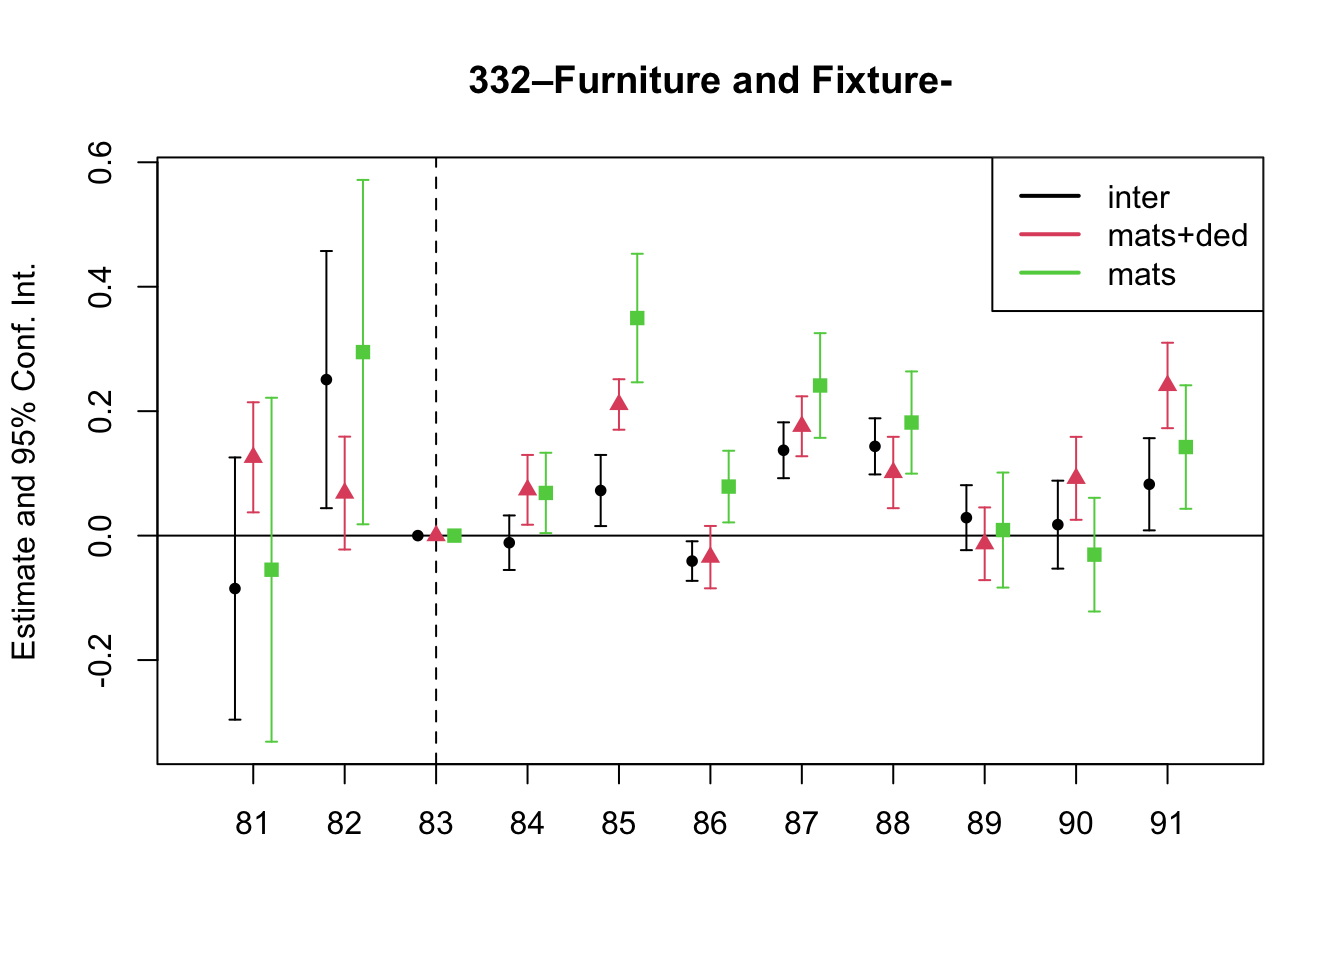 332–Furniture and Fixture-
Estimate and 95% Conf. Int.
0.6
0.4
0.2
0.0
-0.2
inter
mats+ded
mats
81 82 83 84 85 86 87 88 89 90 91